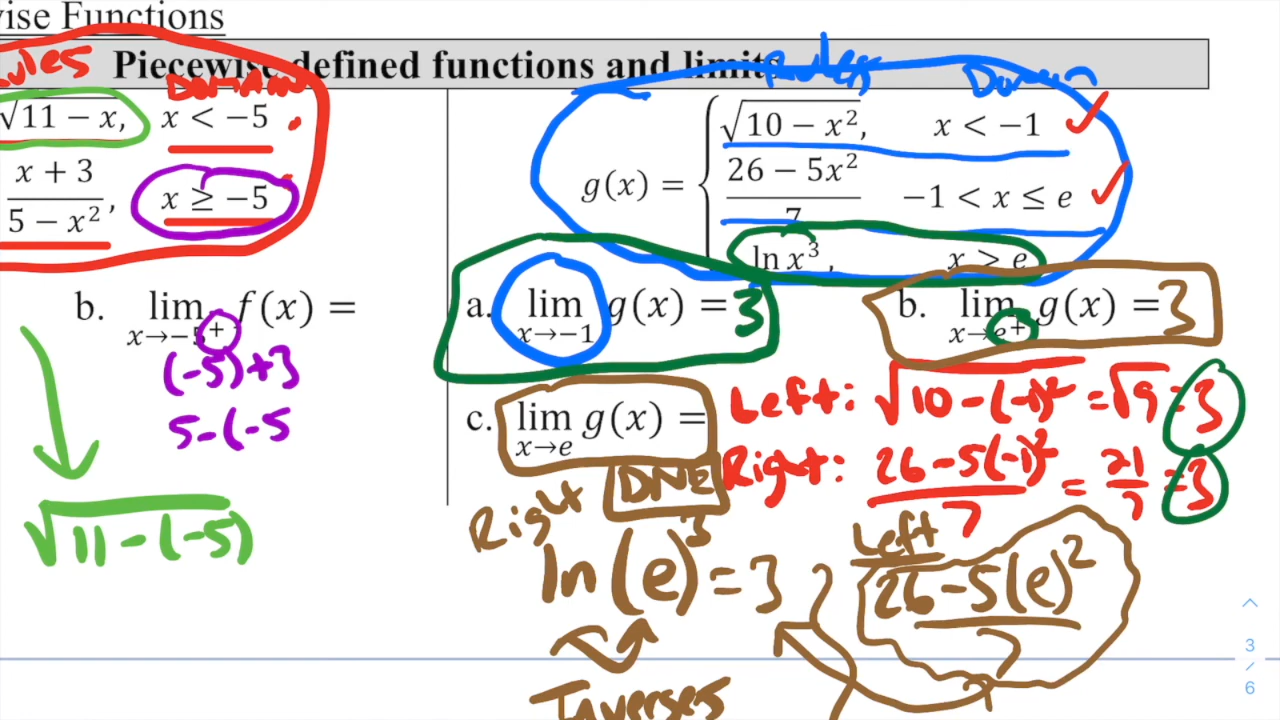 vise Functions
Rules Piecewise-defined functions and limits
Domain
√11 − x, x < −5
x + 3
5 − x², x ≥ −5
b. lim f(x) =
x→−5⁺
(-5)+3
5-(-5
√11-(-5)
Rules Domain
√10 − x², x < −1
g(x) = 26 − 5x²
7 −1 < x ≤ e
ln x³, x > e
a. lim g(x) = 3
x→−1
b. lim g(x) = 3
x→e⁺
c. lim g(x) =
x→e
DNE
Left: √10-(-1)² = √9 = 3
Right: 26-5(-1)²
7 = 21
7 = 3
Right
ln(e)³ = 3
Inverses
Left
26-5(e)²
7
3
/
6